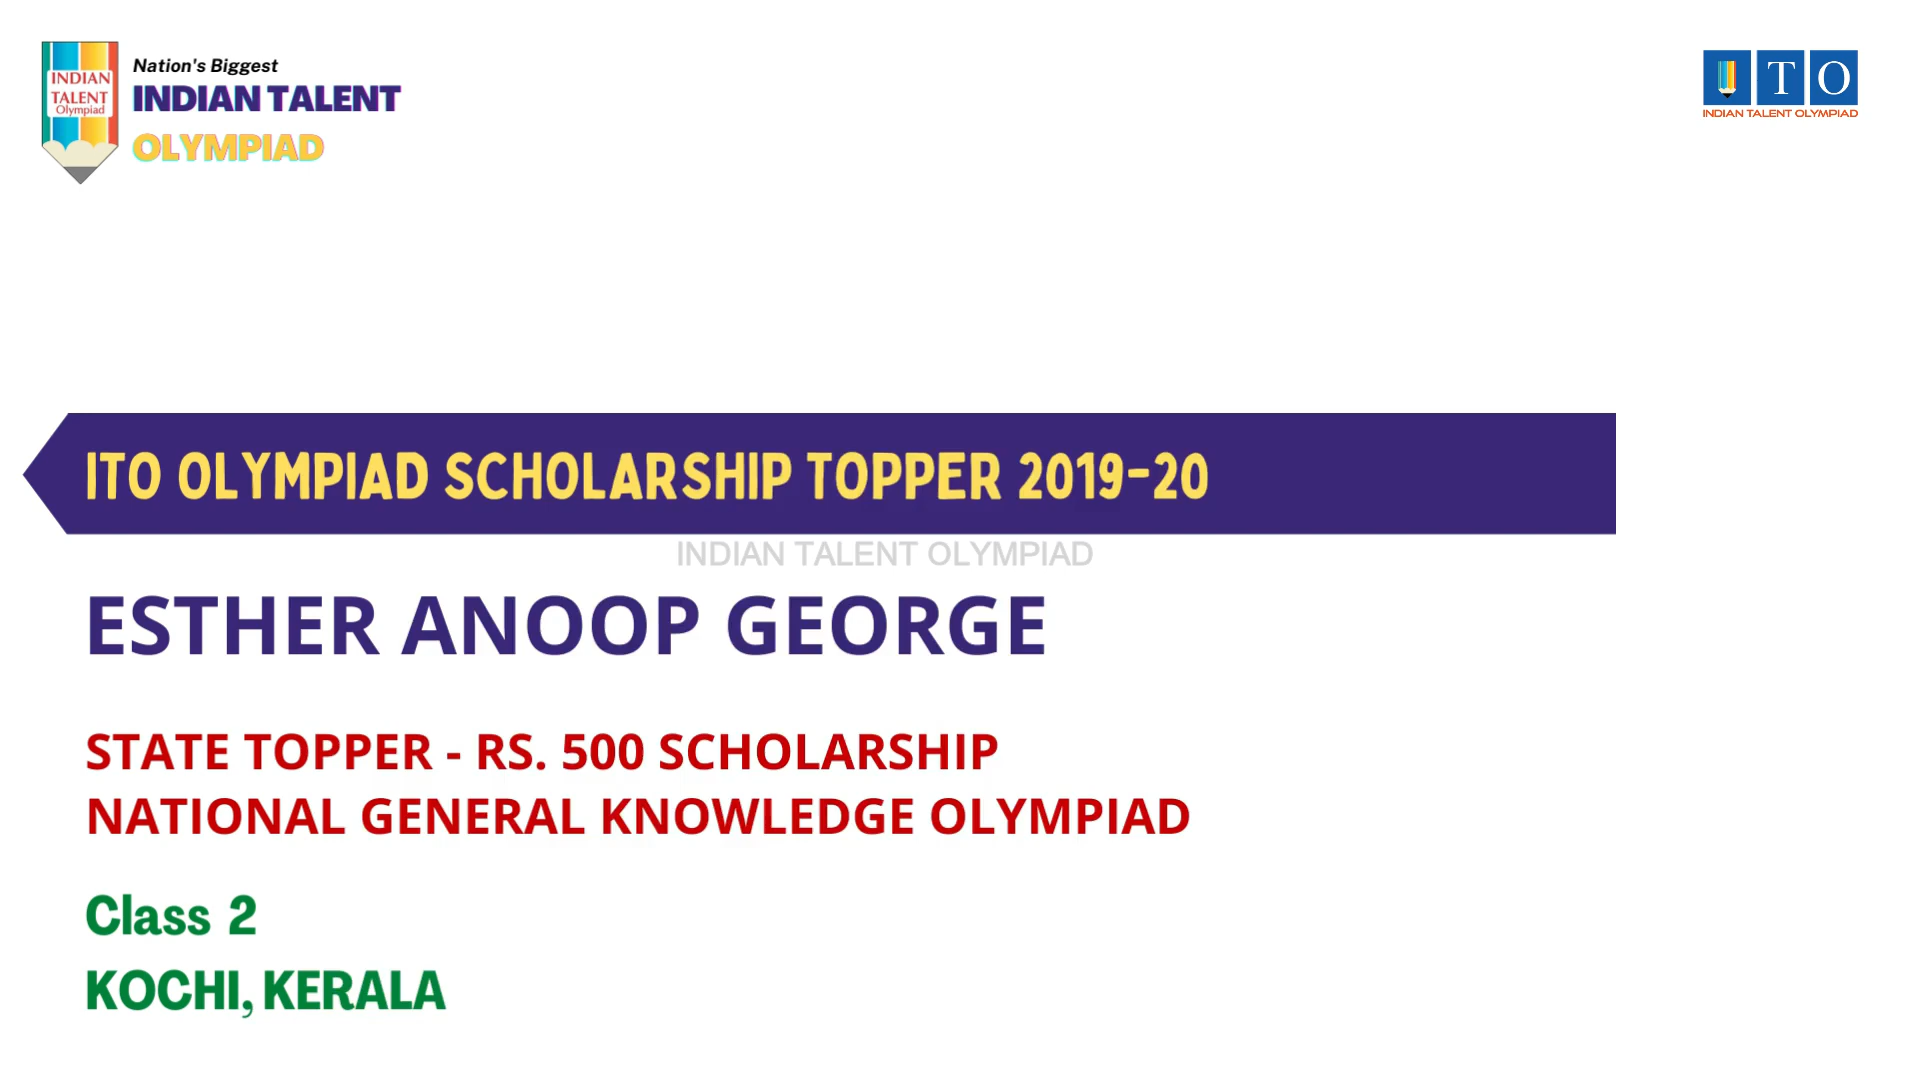 INDIAN
TALENT
Olympiad
Nation's Biggest
INDIAN TALENT
OLYMPIAD
T O
INDIAN TALENT OLYMPIAD
ITO OLYMPIAD SCHOLARSHIP TOPPER 2019-20
INDIAN TALENT OLYMPIAD
ESTHER ANOOP GEORGE
STATE TOPPER - RS. 500 SCHOLARSHIP
NATIONAL GENERAL KNOWLEDGE OLYMPIAD
Class 2
KOCHI, KERALA